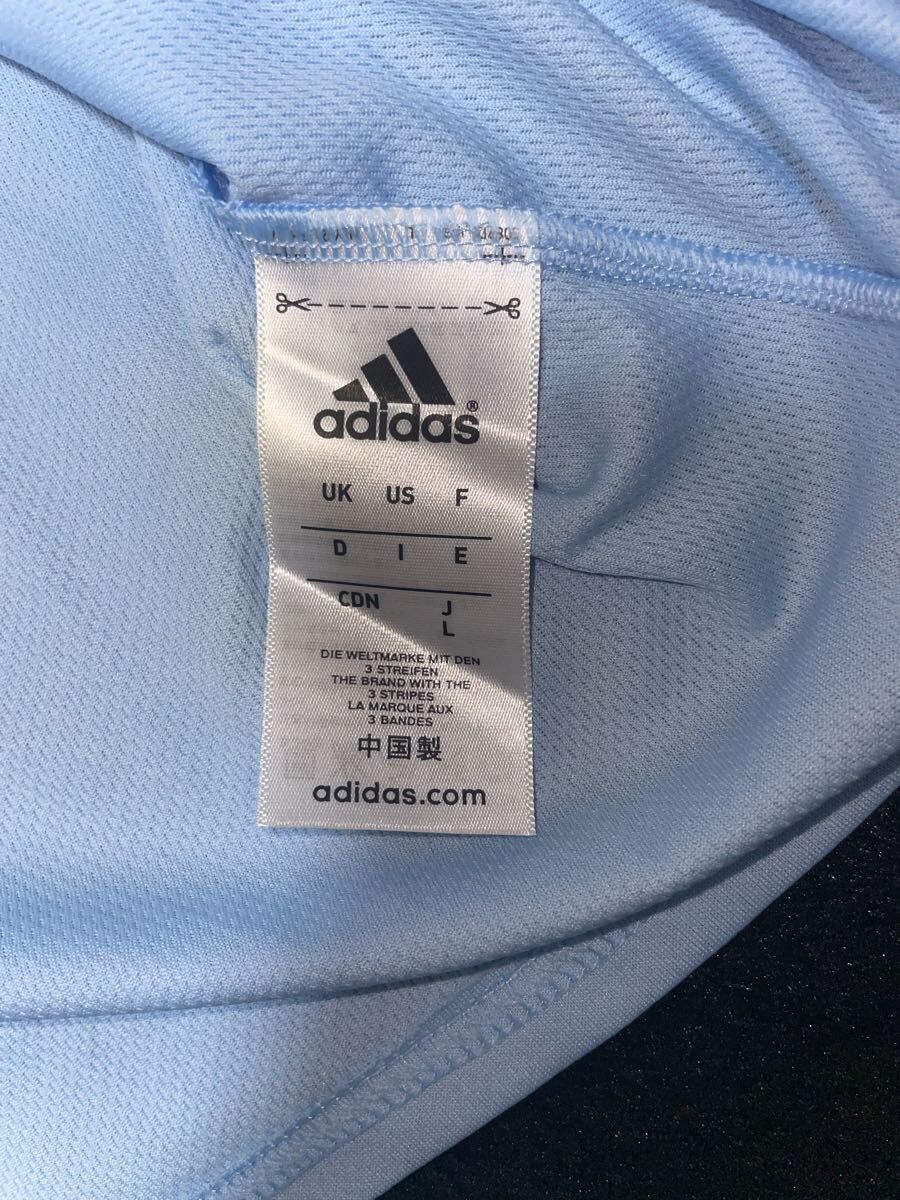 adidas®
UK US F
D I E
CDN J
L
DIE WELTMARKE MIT DEN
3 STREIFEN
THE BRAND WITH THE
3 STRIPES
LA MARQUE AUX
3 BANDES
中国製
adidas.com